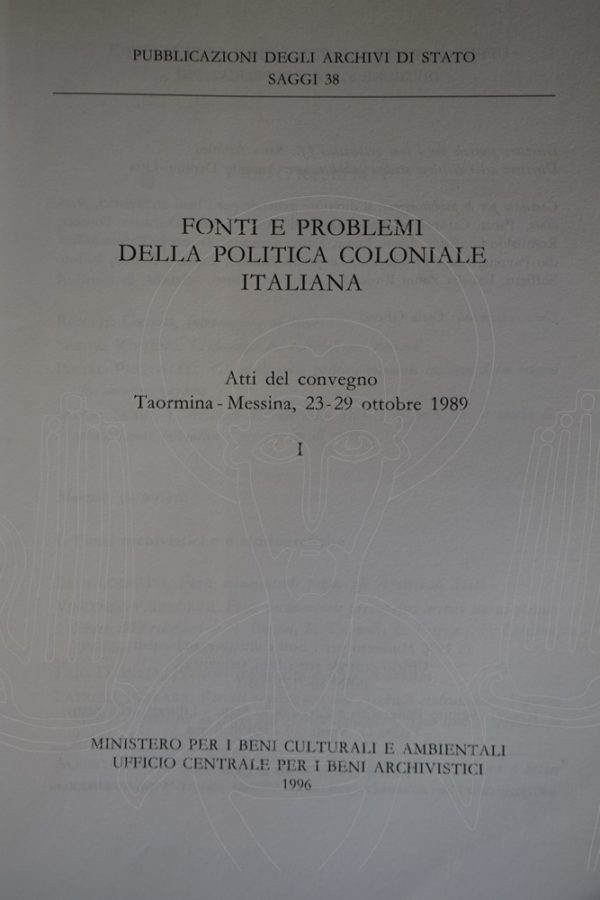 PUBBLICAZIONI DEGLI ARCHIVI DI STATO
SAGGI 38
FONTI E PROBLEMI
DELLA POLITICA COLONIALE
ITALIANA
Atti del convegno
Taormina - Messina, 23-29 ottobre 1989
I
MINISTERO PER I BENI CULTURALI E AMBIENTALI
UFFICIO CENTRALE PER I BENI ARCHIVISTICI
1996